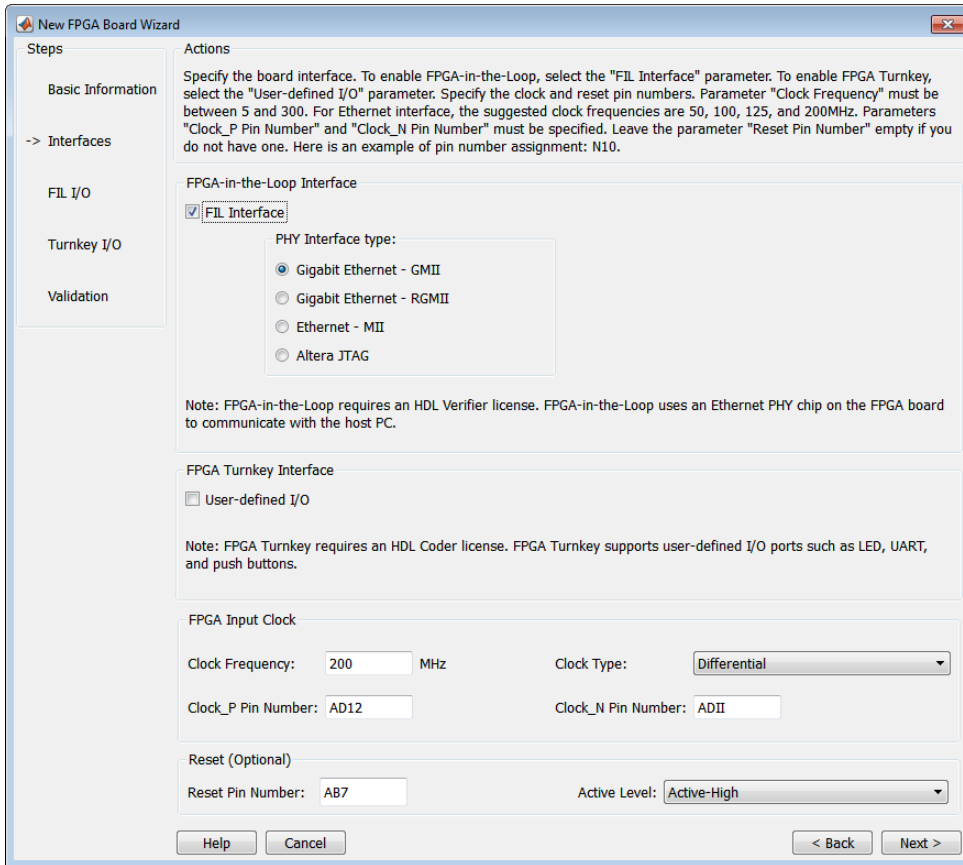 New FPGA Board Wizard
Steps
Basic Information
-> Interfaces
FIL I/O
Turnkey I/O
Validation
Actions
Specify the board interface. To enable FPGA-in-the-Loop, select the "FIL Interface" parameter. To enable FPGA Turnkey,
select the "User-defined I/O" parameter. Specify the clock and reset pin numbers. Parameter "Clock Frequency" must be
between 5 and 300. For Ethernet interface, the suggested clock frequencies are 50, 100, 125, and 200MHz. Parameters
"Clock_P Pin Number" and "Clock_N Pin Number" must be specified. Leave the parameter "Reset Pin Number" empty if you
do not have one. Here is an example of pin number assignment: N10.
FPGA-in-the-Loop Interface
FIL Interface
PHY Interface type:
Gigabit Ethernet - GMII
Gigabit Ethernet - RGMII
Ethernet - MII
Altera JTAG
Note: FPGA-in-the-Loop requires an HDL Verifier license. FPGA-in-the-Loop uses an Ethernet PHY chip on the FPGA board
to communicate with the host PC.
FPGA Turnkey Interface
User-defined I/O
Note: FPGA Turnkey requires an HDL Coder license. FPGA Turnkey supports user-defined I/O ports such as LED, UART,
and push buttons.
FPGA Input Clock
Clock Frequency: 200 MHz Clock Type: Differential
Clock_P Pin Number: AD12 Clock_N Pin Number: ADII
Reset (Optional)
Reset Pin Number: AB7 Active Level: Active-High
Help Cancel < Back Next >